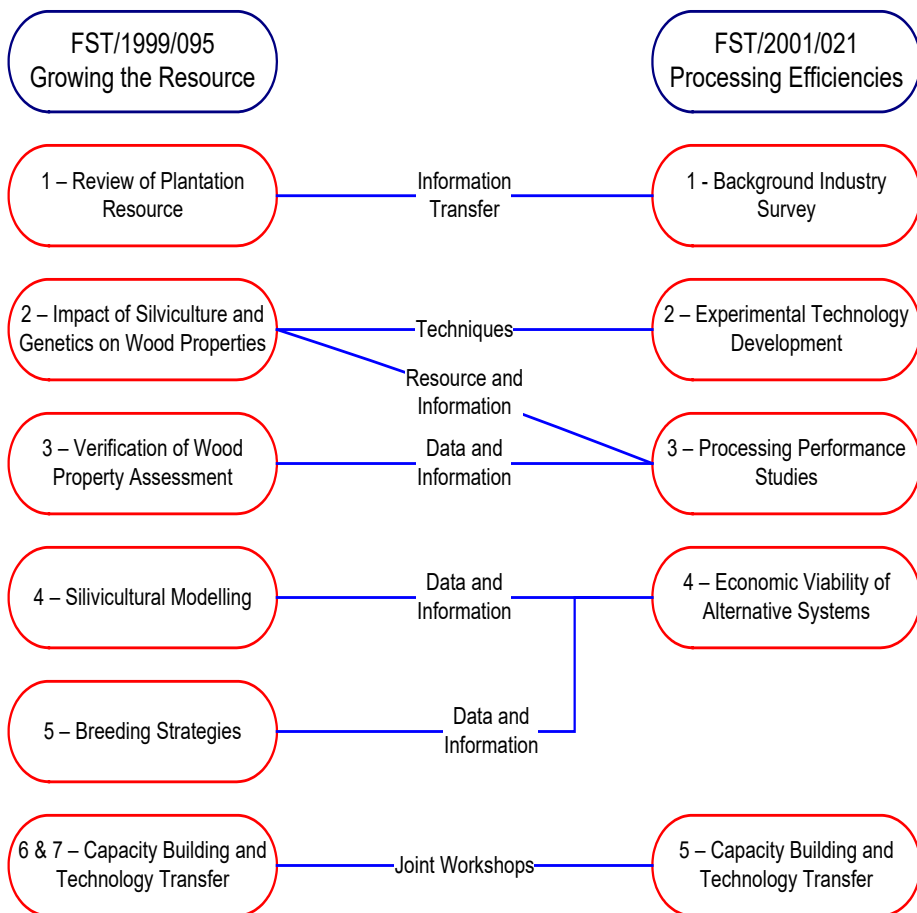 FST/1999/095
Growing the Resource
FST/2001/021
Processing Efficiencies
1 – Review of Plantation
Resource
Information
Transfer
1 - Background Industry
Survey
2 – Impact of Silviculture and
Genetics on Wood Properties
Techniques
2 – Experimental Technology
Development
Resource and
Information
3 – Verification of Wood
Property Assessment
Data and
Information
3 – Processing Performance
Studies
4 – Silivicultural Modelling
Data and
Information
4 – Economic Viability of
Alternative Systems
5 – Breeding Strategies
Data and
Information
6 & 7 – Capacity Building and
Technology Transfer
Joint Workshops
5 – Capacity Building and
Technology Transfer